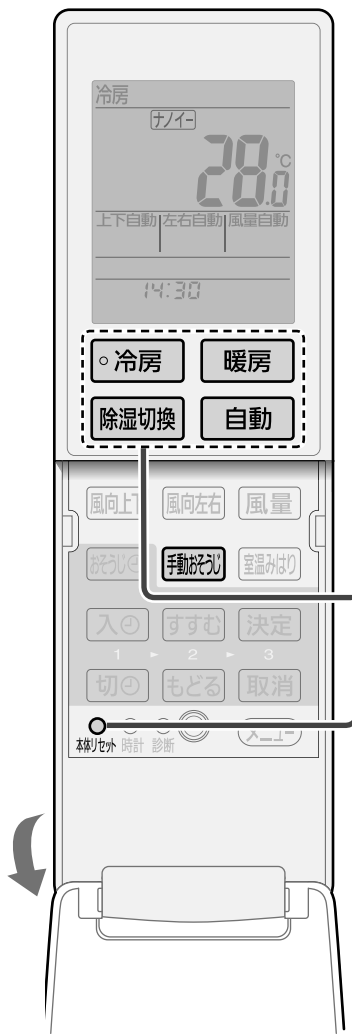 冷房
ナノイー
28.0℃
上下自動 左右自動 風量自動
14:30
冷房 暖房
除湿切換 自動
風向上下 風向左右 風量
おそうじ 手動おそうじ 室温みはり
入 すすむ 決定
1 ▸ 2 ▸ 3
切 もどる 取消
本体リセット 時計 診断 メニュー